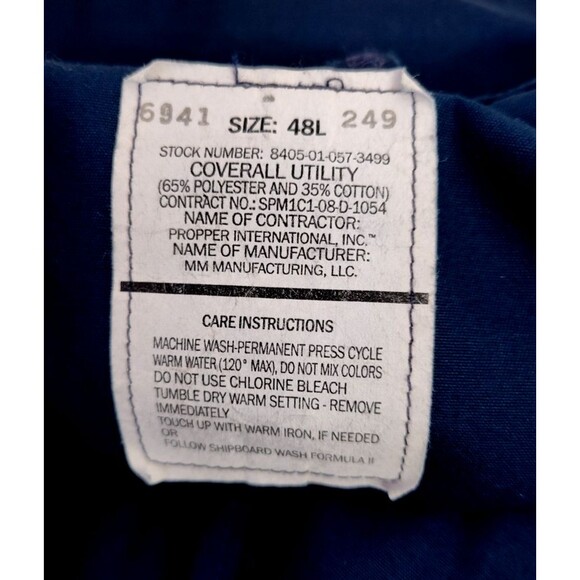 6941 SIZE: 48L 249
STOCK NUMBER: 8405-01-057-3499
COVERALL UTILITY
(65% POLYESTER AND 35% COTTON)
CONTRACT NO.: SPM1C1-08-D-1054
NAME OF CONTRACTOR:
PROPPER INTERNATIONAL, INC.™
NAME OF MANUFACTURER:
MM MANUFACTURING, LLC.
CARE INSTRUCTIONS
MACHINE WASH-PERMANENT PRESS CYCLE
WARM WATER (120° MAX), DO NOT MIX COLORS
DO NOT USE CHLORINE BLEACH
TUMBLE DRY WARM SETTING - REMOVE
IMMEDIATELY
TOUCH UP WITH WARM IRON, IF NEEDED
OR
FOLLOW SHIPBOARD WASH FORMULA II